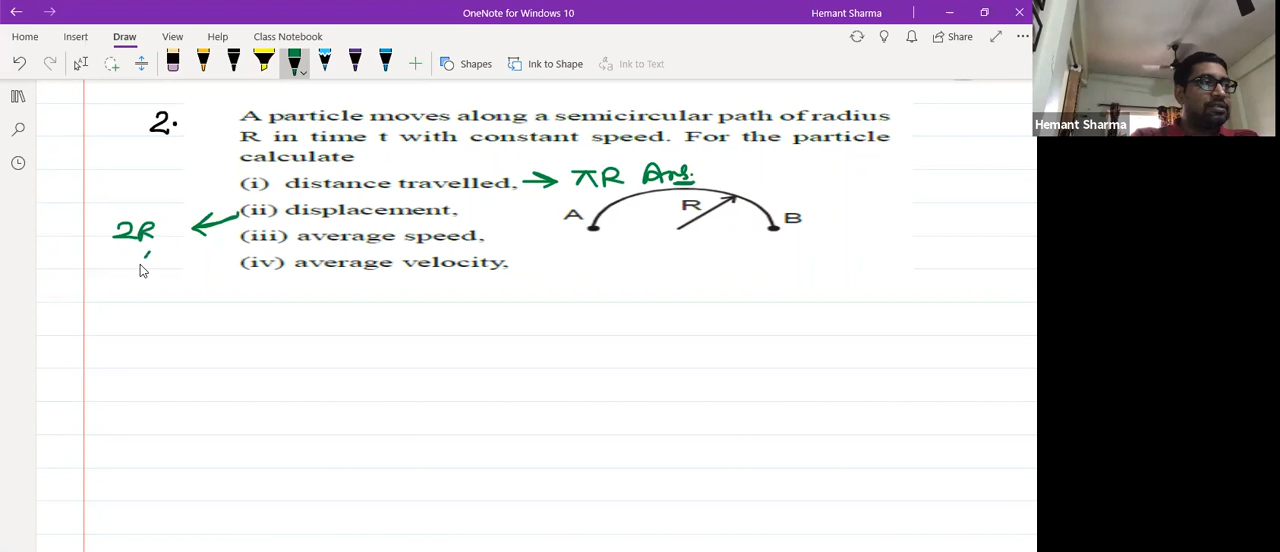 OneNote for Windows 10
Hemant Sharma
Home Insert Draw View Help Class Notebook
Share
Shapes Ink to Shape Ink to Text
Hemant Sharma
2. A particle moves along a semicircular path of radius
R in time t with constant speed. For the particle
calculate
(i) distance travelled, → πR Ans.
(ii) displacement,
R
A B
2R
(iii) average speed,
(iv) average velocity,